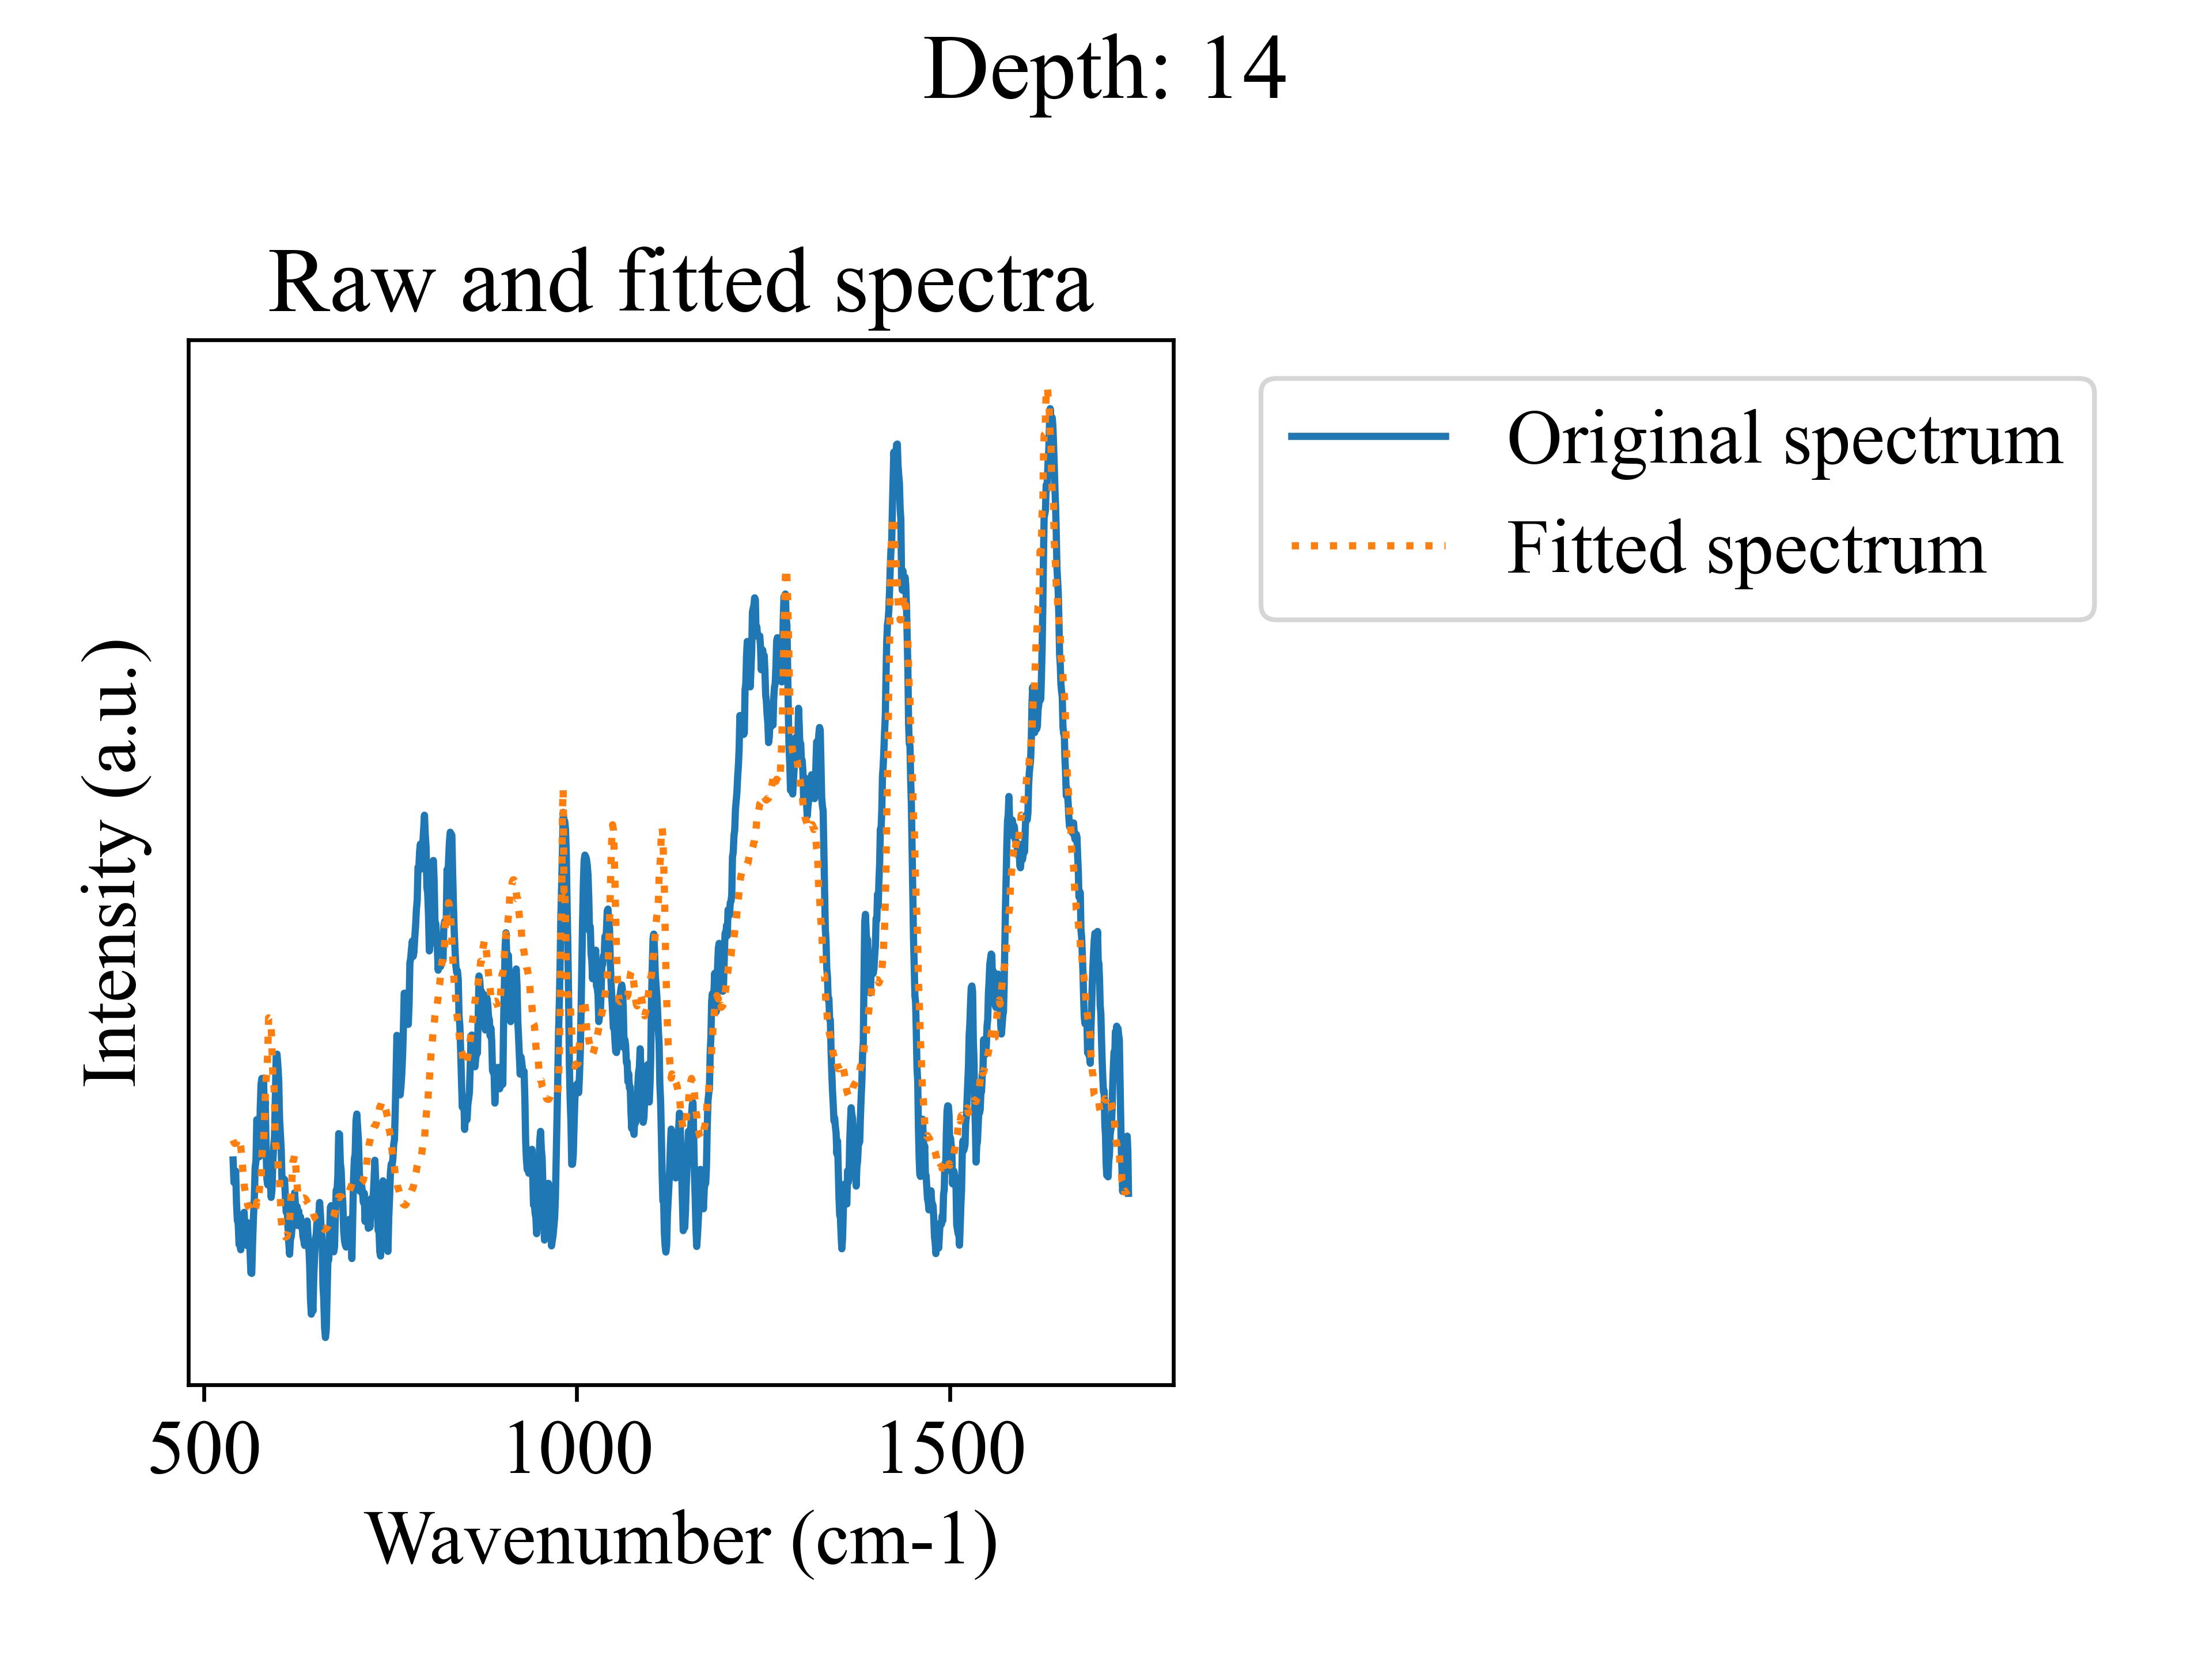 Depth: 14
Raw and fitted spectra
Original spectrum
Fitted spectrum
Intensity (a.u.)
500 1000 1500
Wavenumber (cm-1)